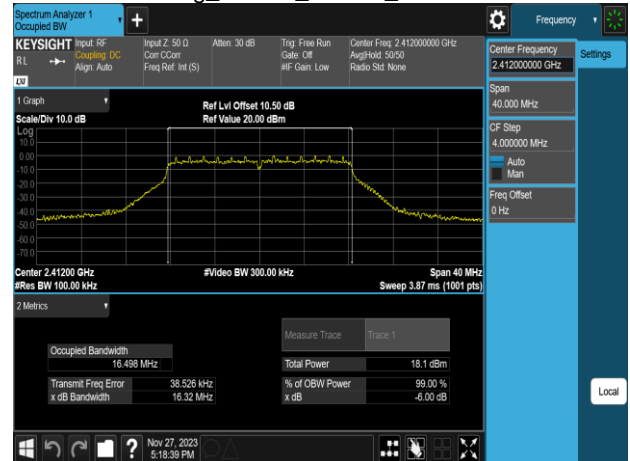 Spectrum Analyzer 1
Occupied BW
Frequency
KEYSIGHT
RL
LXI
Input: RF
Coupling: DC
Align: Auto
Input Z: 50 Ω
Corr CCorr
Freq Ref: Int (S)
Atten: 30 dB
Trig: Free Run
Gate: Off
#IF Gain: Low
Center Freq: 2.412000000 GHz
Avg|Hold: 50/50
Radio Std: None
Center Frequency
2.412000000 GHz
Settings
Span
40.000 MHz
CF Step
4.000000 MHz
Auto
Man
Freq Offset
0 Hz
Local
1 Graph
Scale/Div 10.0 dB
Ref Lvl Offset 10.50 dB
Ref Value 20.00 dBm
Log
10.0
0.00
-10.0
-20.0
-30.0
-40.0
-50.0
-60.0
-70.0
Center 2.41200 GHz
#Video BW 300.00 kHz
Span 40 MHz
#Res BW 100.00 kHz
Sweep 3.87 ms (1001 pts)
2 Metrics
Measure Trace
Trace 1
Occupied Bandwidth
16.498 MHz
Total Power
18.1 dBm
Transmit Freq Error
38.526 kHz
% of OBW Power
99.00 %
x dB Bandwidth
16.32 MHz
x dB
-6.00 dB
Nov 27, 2023
5:18:39 PM